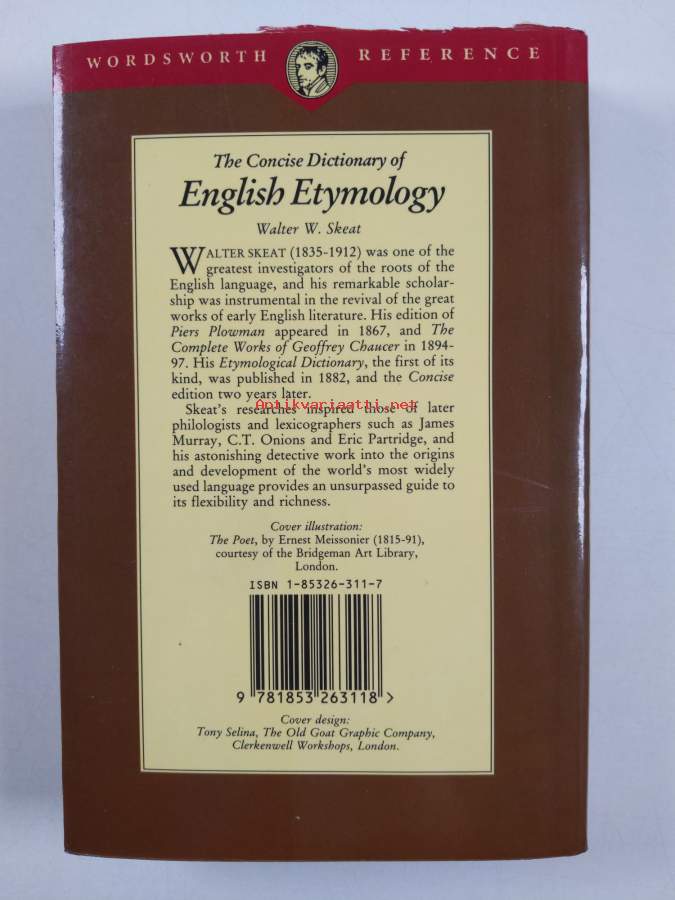 WORDSWORTH REFERENCE
The Concise Dictionary of
English Etymology
Walter W. Skeat
WALTER SKEAT (1835-1912) was one of the
greatest investigators of the roots of the
English language, and his remarkable scholar-
ship was instrumental in the revival of the great
works of early English literature. His edition of
Piers Plowman appeared in 1867, and The
Complete Works of Geoffrey Chaucer in 1894-
97. His Etymological Dictionary, the first of its
kind, was published in 1882, and the Concise
edition two years later.
Antikvariaatti.net
Skeat's researches inspired those of later
philologists and lexicographers such as James
Murray, C.T. Onions and Eric Partridge, and
his astonishing detective work into the origins
and development of the world's most widely
used language provides an unsurpassed guide to
its flexibility and richness.
Cover illustration:
The Poet, by Ernest Meissonier (1815-91),
courtesy of the Bridgeman Art Library,
London.
ISBN 1-85326-311-7
9 781853 263118 >
Cover design:
Tony Selina, The Old Goat Graphic Company,
Clerkenwell Workshops, London.